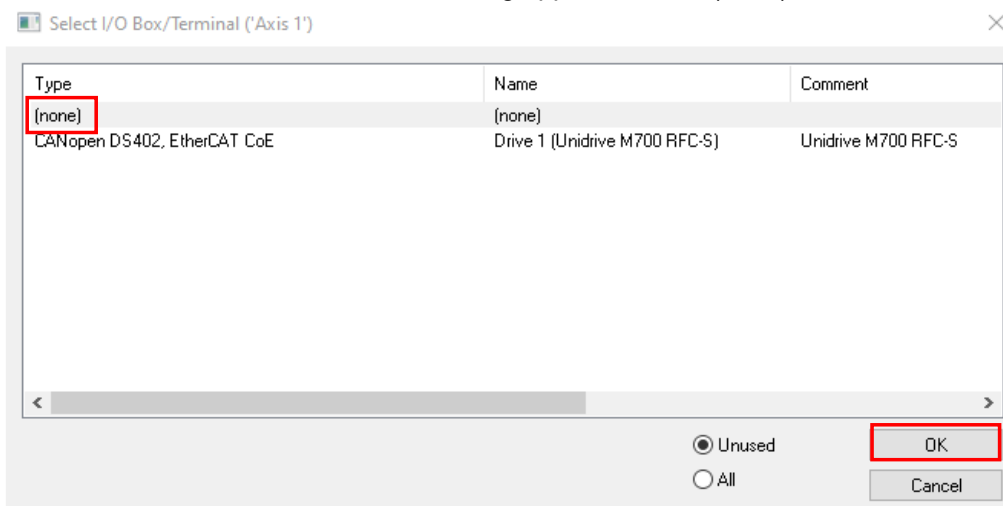 Select I/O Box/Terminal ('Axis 1')
Type Name Comment
(none) (none)
CANopen DS402, EtherCAT CoE Drive 1 (Unidrive M700 RFC-S) Unidrive M700 RFC-S
Unused OK
All Cancel